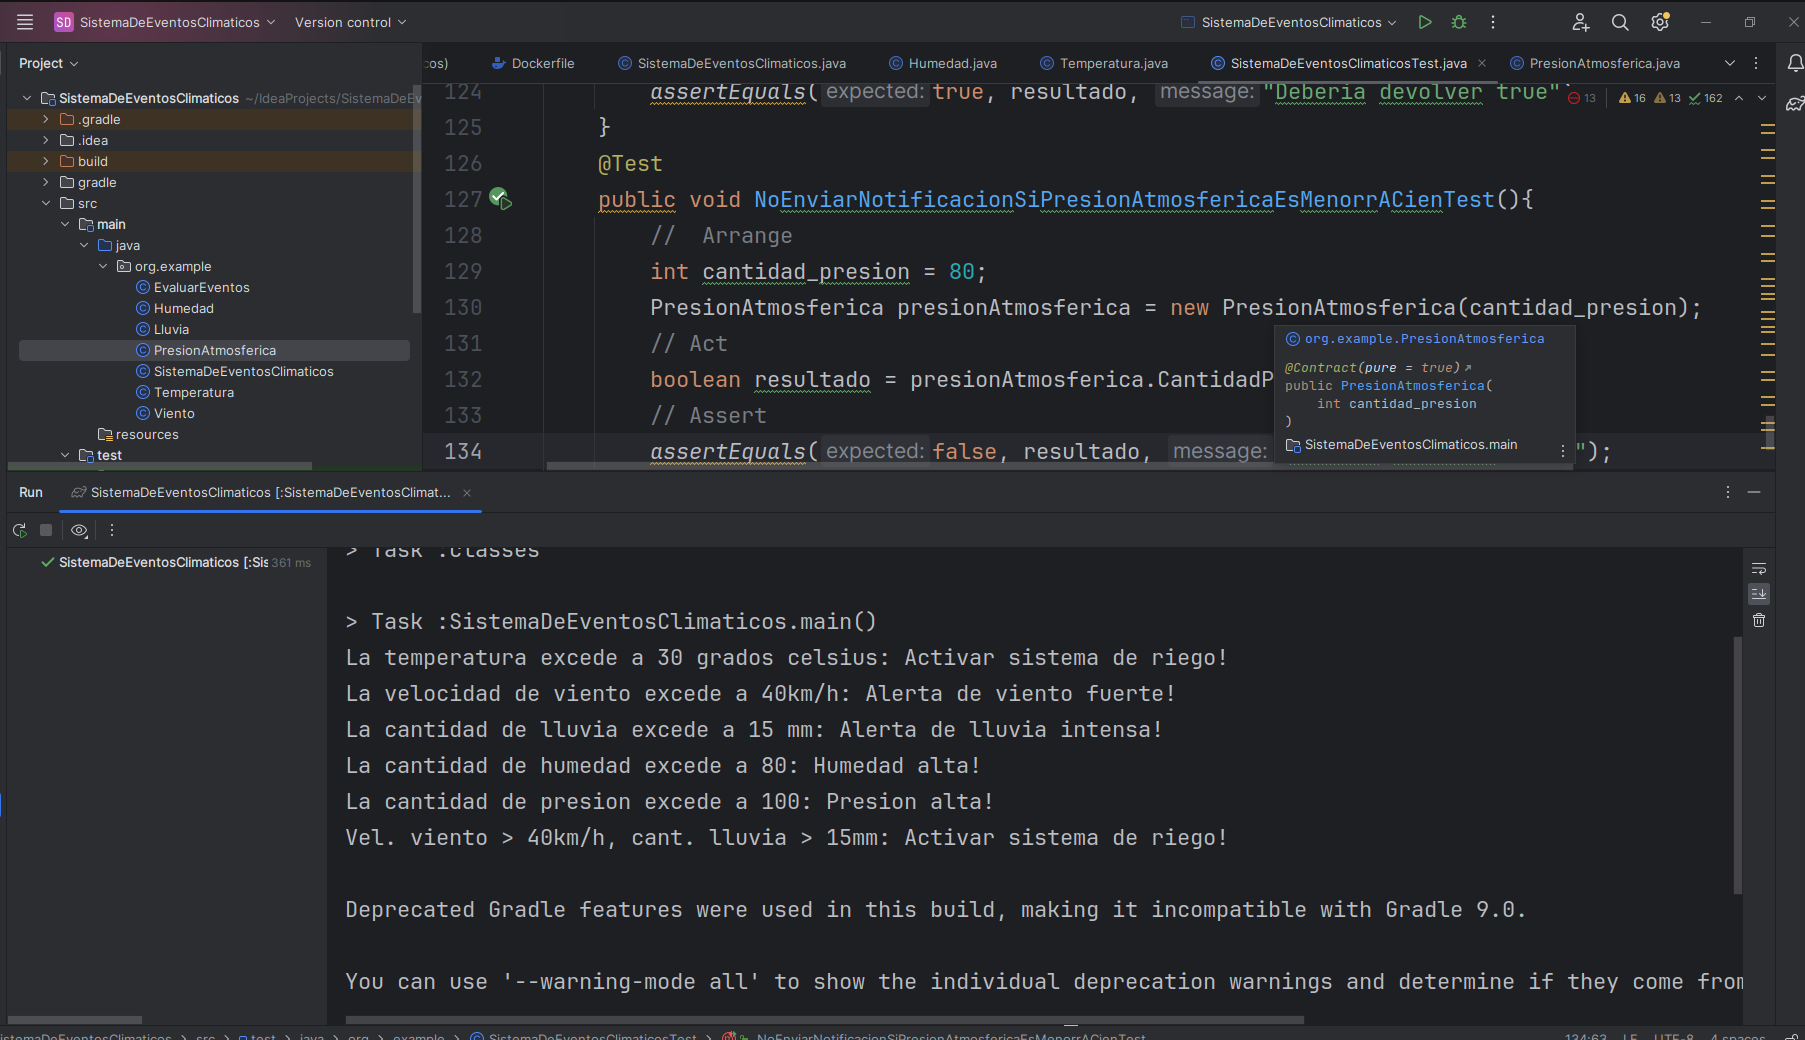 SD SistemaDeEventosClimaticos Version control SistemaDeEventosClimaticos
Project
cos) Dockerfile SistemaDeEventosClimaticos.java Humedad.java Temperatura.java SistemaDeEventosClimaticosTest.java PresionAtmosferica.java
SistemaDeEventosClimaticos ~/IdeaProjects/SistemaDeEv
.gradle
.idea
build
gradle
src
main
java
org.example
EvaluarEventos
Humedad
Lluvia
PresionAtmosferica
SistemaDeEventosClimaticos
Temperatura
Viento
resources
test
13 16 13 162
124 assertEquals( expected: true, resultado, message: "Deberia devolver true"
125 }
126 @Test
127 public void NoEnviarNotificacionSiPresionAtmosfericaEsMenorrACienTest(){
128 // Arrange
129 int cantidad_presion = 80;
130 PresionAtmosferica presionAtmosferica = new PresionAtmosferica(cantidad_presion);
131 // Act
132 boolean resultado = presionAtmosferica.CantidadP
133 // Assert
134 assertEquals( expected: false, resultado, message: ");
org.example.PresionAtmosferica
@Contract(pure = true)
public PresionAtmosferica(
int cantidad_presion
)
SistemaDeEventosClimaticos.main
Run SistemaDeEventosClimaticos [:SistemaDeEventosClimat...
SistemaDeEventosClimaticos [:Sis 361 ms
> Task :classes
> Task :SistemaDeEventosClimaticos.main()
La temperatura excede a 30 grados celsius: Activar sistema de riego!
La velocidad de viento excede a 40km/h: Alerta de viento fuerte!
La cantidad de lluvia excede a 15 mm: Alerta de lluvia intensa!
La cantidad de humedad excede a 80: Humedad alta!
La cantidad de presion excede a 100: Presion alta!
Vel. viento > 40km/h, cant. lluvia > 15mm: Activar sistema de riego!
Deprecated Gradle features were used in this build, making it incompatible with Gradle 9.0.
You can use '--warning-mode all' to show the individual deprecation warnings and determine if they come from
istemaDeEventosClimaticos > src > test > java > org > example > SistemaDeEventosClimaticosTest > NoEnviarNotificacionSiPresionAtmosfericaEsMenorrACienTest 134:63 LF UTF-8 4 spaces